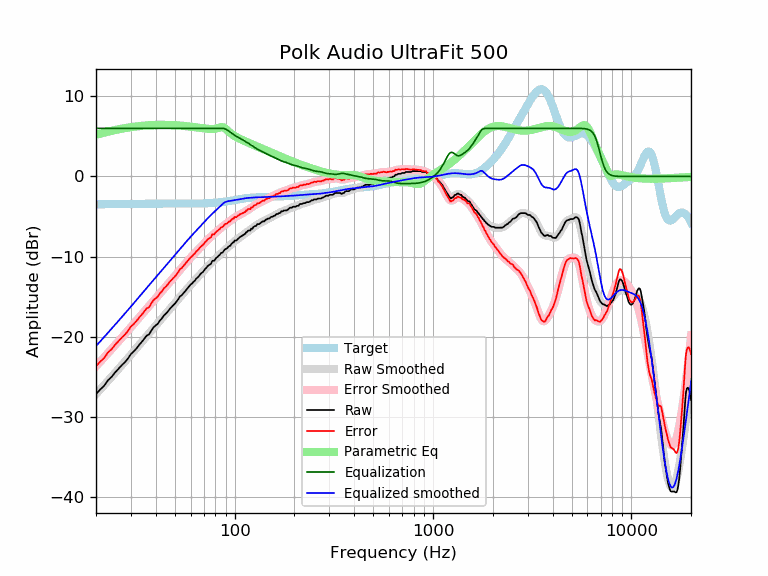 Polk Audio UltraFit 500
Amplitude (dBr)
10
0
−10
−20
−30
−40
Target
Raw Smoothed
Error Smoothed
Raw
Error
Parametric Eq
Equalization
Equalized smoothed
100
1000
10000
Frequency (Hz)